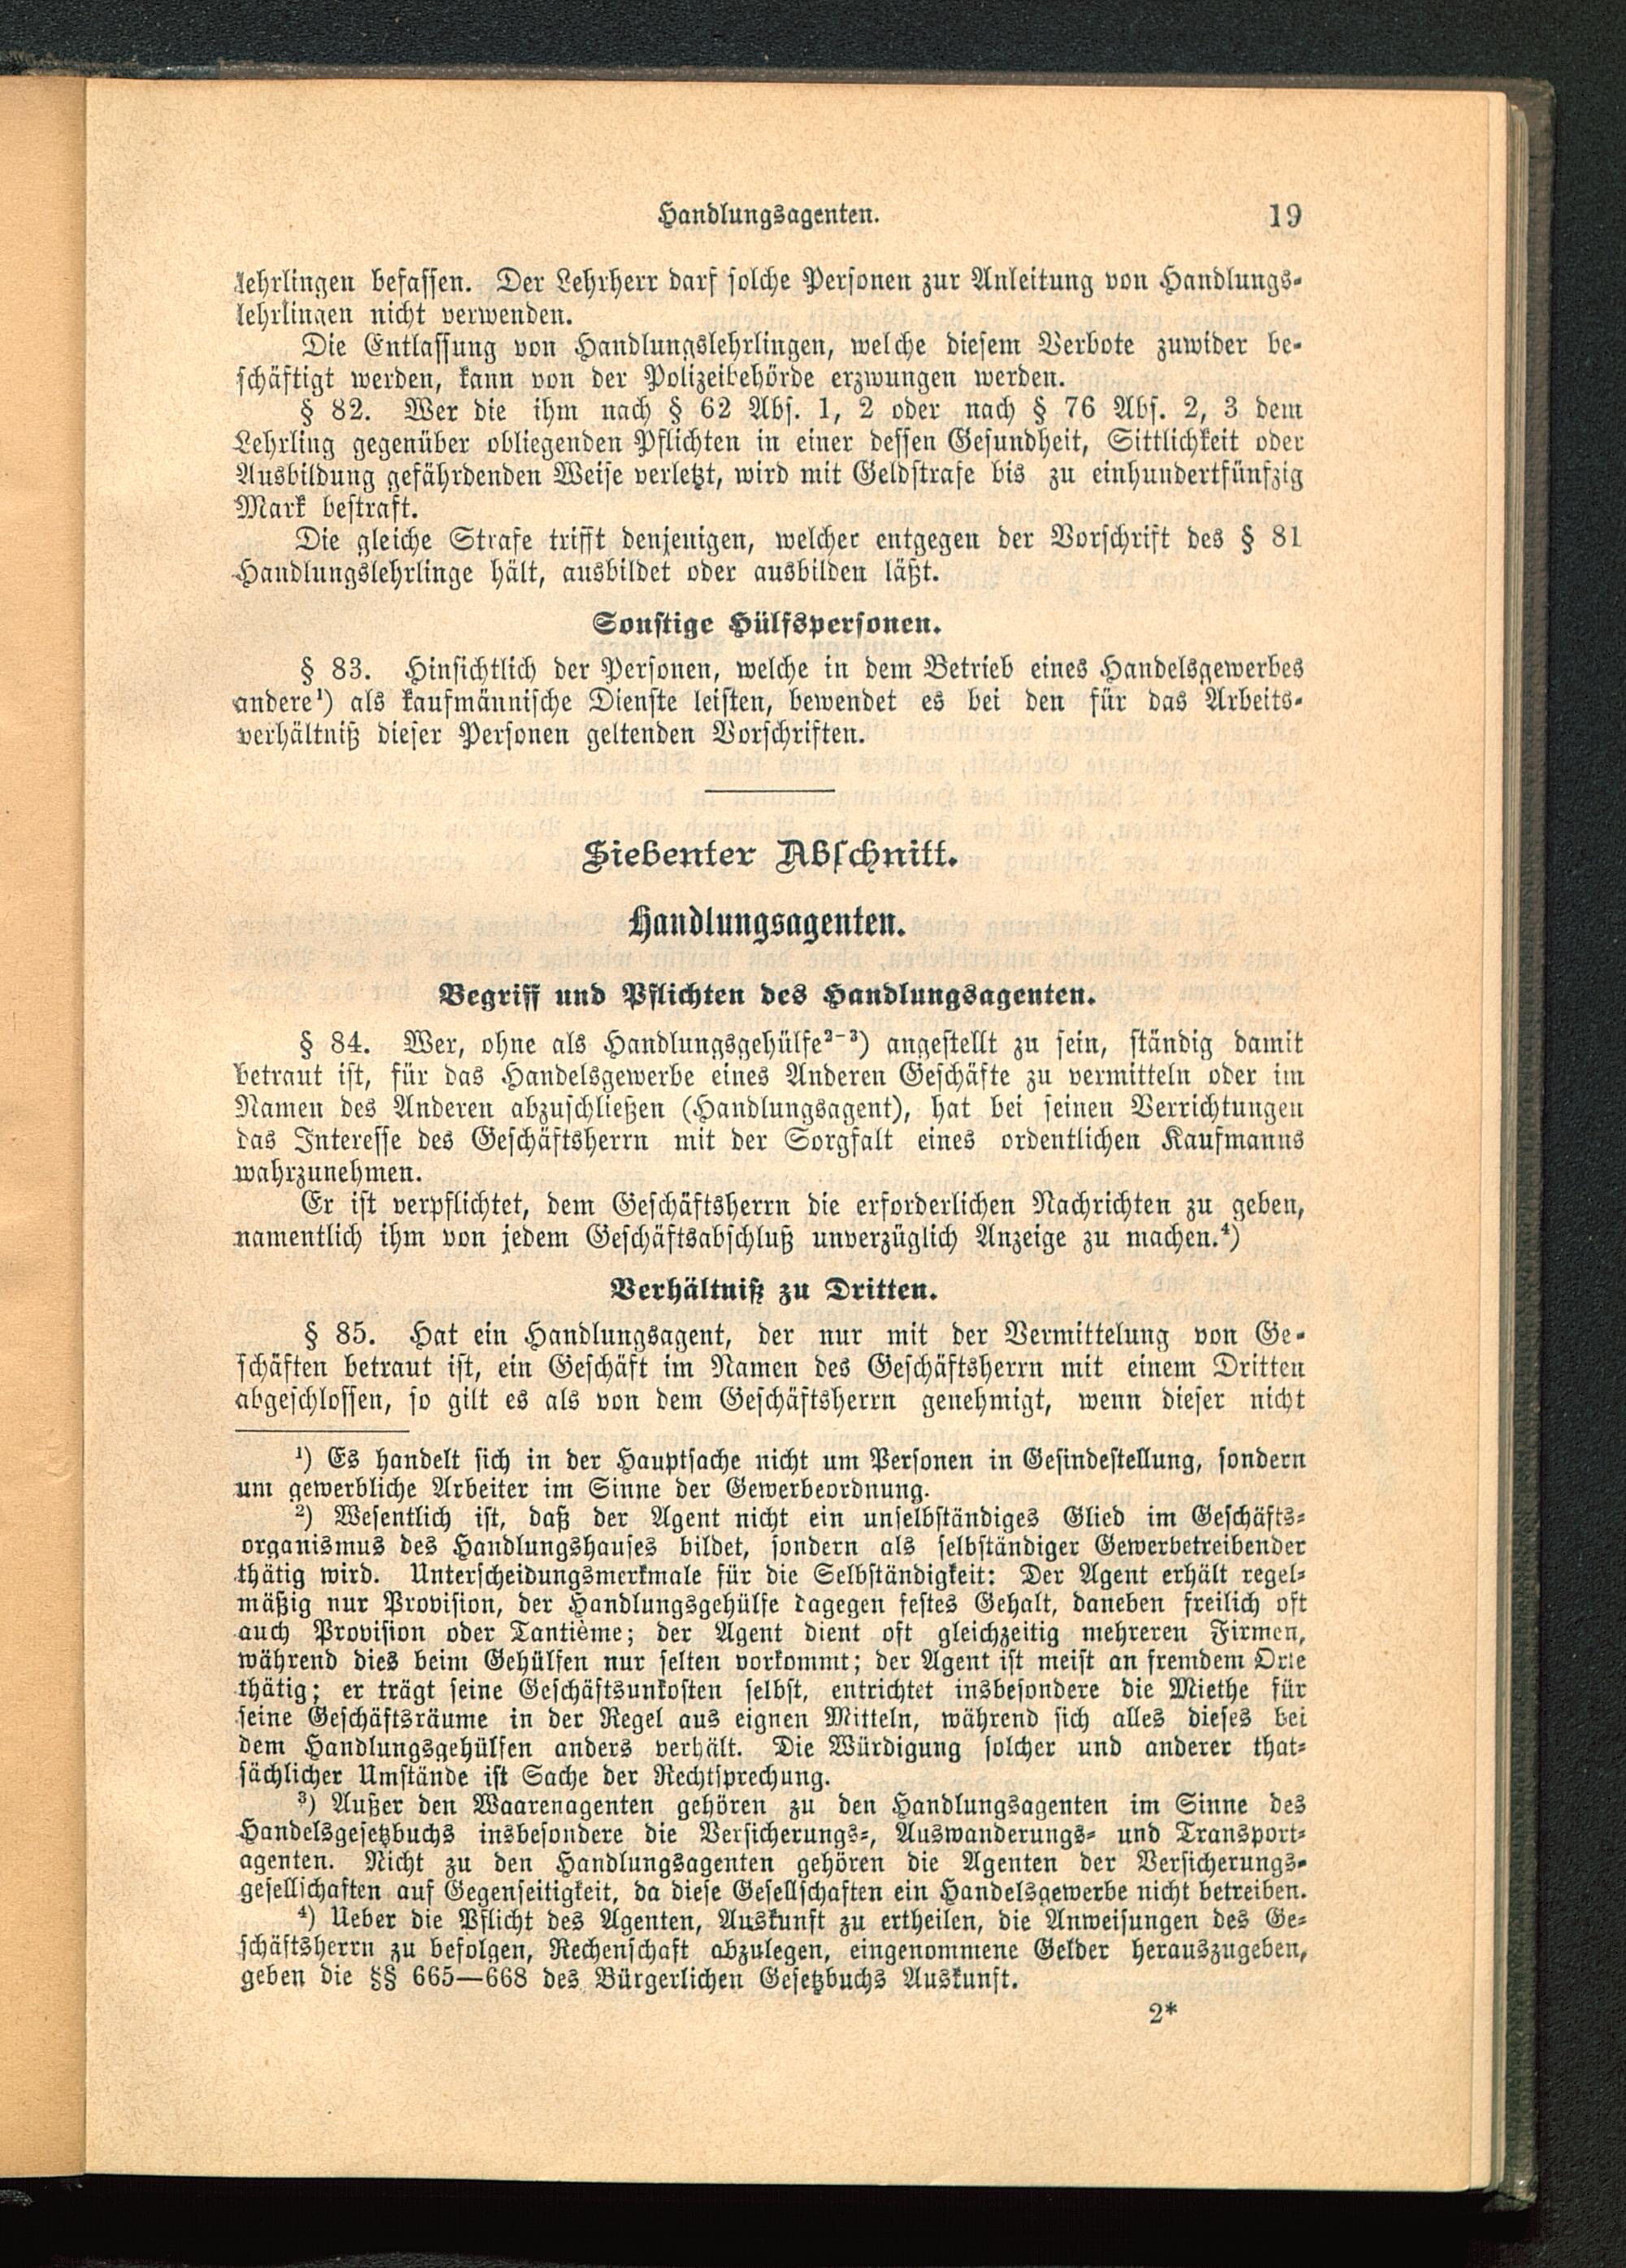 Handlungsagenten. 19
lehrlingen befassen. Der Lehrherr darf solche Personen zur Anleitung von Handlungs-
lehrlingen nicht verwenden.
Die Entlassung von Handlungslehrlingen, welche diesem Verbote zuwider be-
schäftigt werden, kann von der Polizeibehörde erzwungen werden.
§ 82. Wer die ihm nach § 62 Abs. 1, 2 oder nach § 76 Abs. 2, 3 dem
Lehrling gegenüber obliegenden Pflichten in einer dessen Gesundheit, Sittlichkeit oder
Ausbildung gefährdenden Weise verletzt, wird mit Geldstrafe bis zu einhundertfünfzig
Mark bestraft.
Die gleiche Strafe trifft denjenigen, welcher entgegen der Vorschrift des § 81
Handlungslehrlinge hält, ausbildet oder ausbilden läßt.
Sonstige Hülfspersonen.
§ 83. Hinsichtlich der Personen, welche in dem Betrieb eines Handelsgewerbes
andere¹) als kaufmännische Dienste leisten, bewendet es bei den für das Arbeits-
verhältniß dieser Personen geltenden Vorschriften.
Siebenter Abschnitt.
Handlungsagenten.
Begriff und Pflichten des Handlungsagenten.
§ 84. Wer, ohne als Handlungsgehülfe²⁻³) angestellt zu sein, ständig damit
betraut ist, für das Handelsgewerbe eines Anderen Geschäfte zu vermitteln oder im
Namen des Anderen abzuschließen (Handlungsagent), hat bei seinen Verrichtungen
das Interesse des Geschäftsherrn mit der Sorgfalt eines ordentlichen Kaufmanns
wahrzunehmen.
Er ist verpflichtet, dem Geschäftsherrn die erforderlichen Nachrichten zu geben,
namentlich ihm von jedem Geschäftsabschluß unverzüglich Anzeige zu machen.⁴)
Verhältniß zu Dritten.
§ 85. Hat ein Handlungsagent, der nur mit der Vermittelung von Ge-
schäften betraut ist, ein Geschäft im Namen des Geschäftsherrn mit einem Dritten
abgeschlossen, so gilt es als von dem Geschäftsherrn genehmigt, wenn dieser nicht
¹) Es handelt sich in der Hauptsache nicht um Personen in Gesindestellung, sondern
um gewerbliche Arbeiter im Sinne der Gewerbeordnung.
²) Wesentlich ist, daß der Agent nicht ein unselbständiges Glied im Geschäfts-
organismus des Handlungshauses bildet, sondern als selbständiger Gewerbetreibender
thätig wird. Unterscheidungsmerkmale für die Selbständigkeit: Der Agent erhält regel-
mäßig nur Provision, der Handlungsgehülfe dagegen festes Gehalt, daneben freilich oft
auch Provision oder Tantième; der Agent dient oft gleichzeitig mehreren Firmen,
während dies beim Gehülfen nur selten vorkommt; der Agent ist meist an fremdem Orte
thätig; er trägt seine Geschäftsunkosten selbst, entrichtet insbesondere die Miethe für
seine Geschäftsräume in der Regel aus eignen Mitteln, während sich alles dieses bei
dem Handlungsgehülfen anders verhält. Die Würdigung solcher und anderer that-
sächlicher Umstände ist Sache der Rechtsprechung.
³) Außer den Waarenagenten gehören zu den Handlungsagenten im Sinne des
Handelsgesetzbuchs insbesondere die Versicherungs-, Auswanderungs- und Transport-
agenten. Nicht zu den Handlungsagenten gehören die Agenten der Versicherungs-
gesellschaften auf Gegenseitigkeit, da diese Gesellschaften ein Handelsgewerbe nicht betreiben.
⁴) Ueber die Pflicht des Agenten, Auskunft zu ertheilen, die Anweisungen des Ge-
schäftsherrn zu befolgen, Rechenschaft abzulegen, eingenommene Gelder herauszugeben,
geben die §§ 665—668 des Bürgerlichen Gesetzbuchs Auskunft.
2*